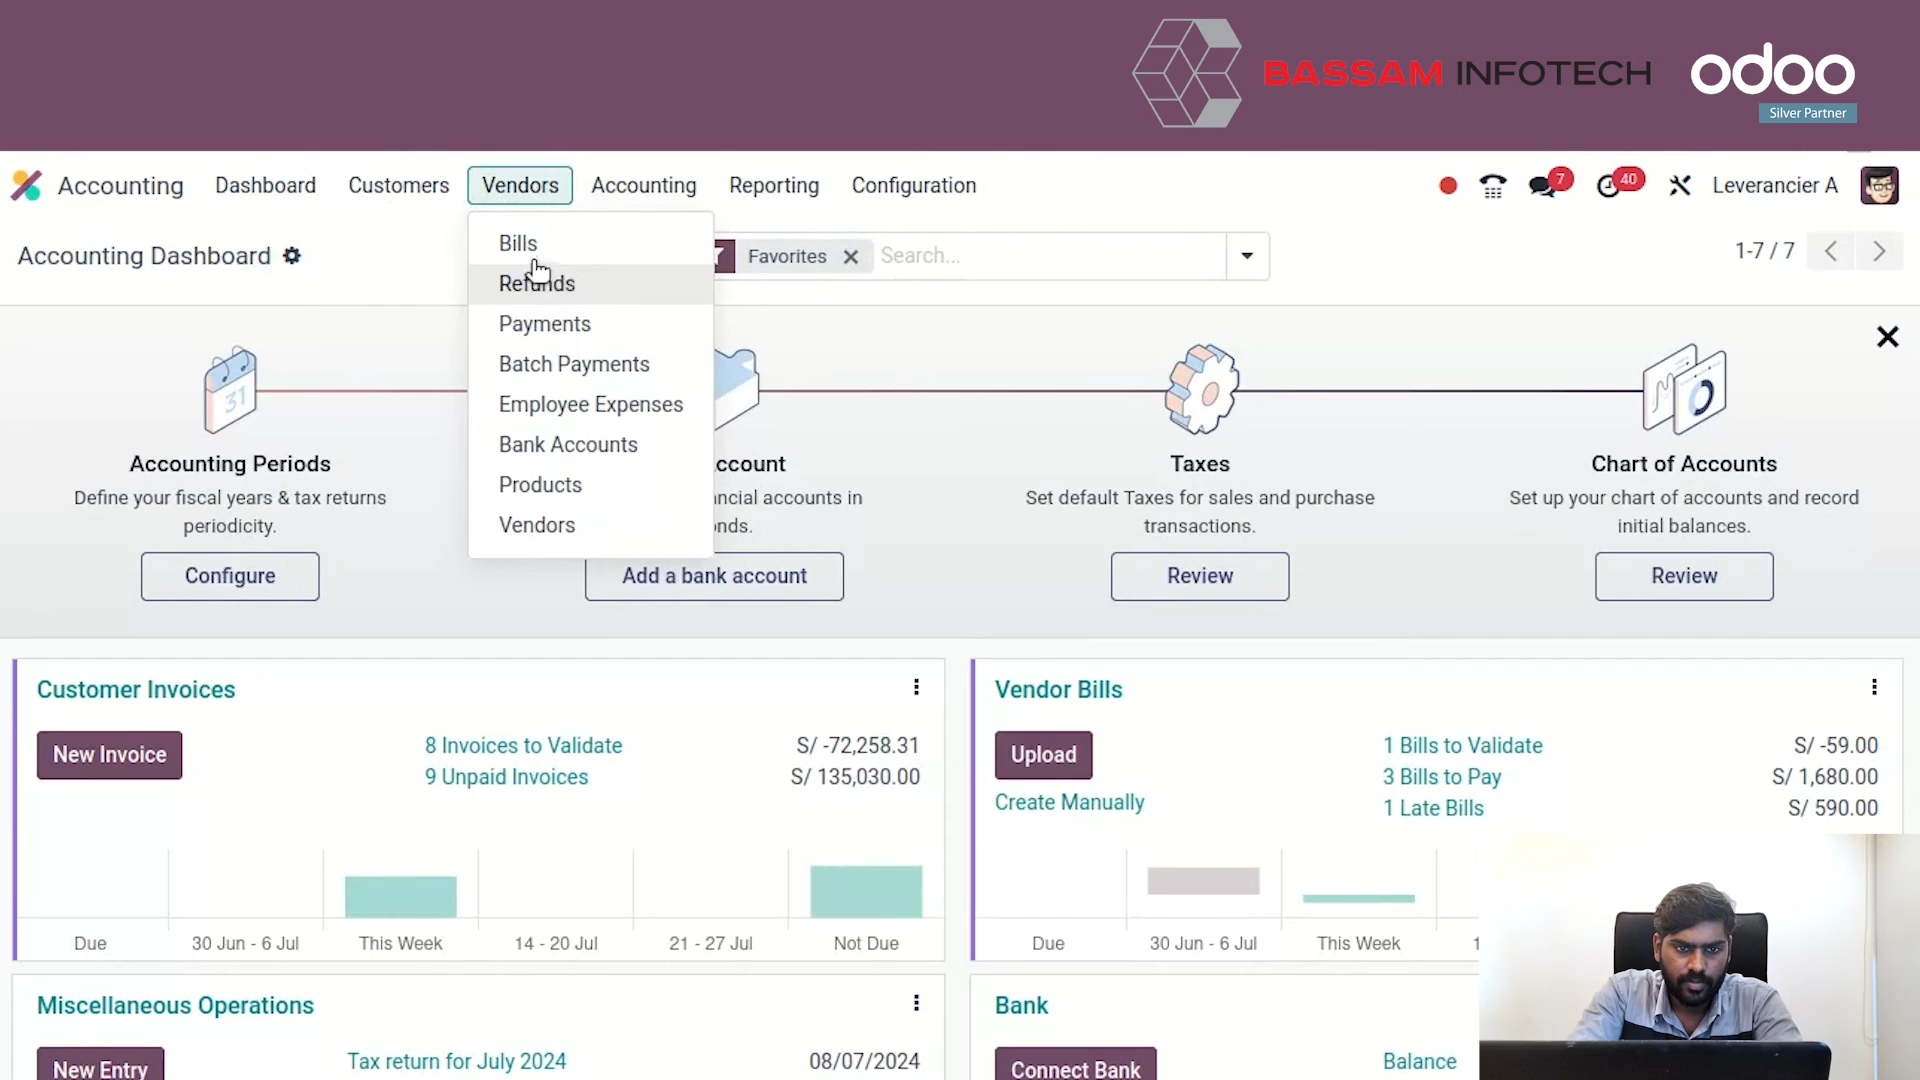 BASSAM INFOTECH
odoo
Silver Partner
Accounting Dashboard Customers Vendors Accounting Reporting Configuration
7
40
Leverancier A
Accounting Dashboard
Favorites
Search...
1-7 / 7
Bills
Refunds
Payments
Batch Payments
Employee Expenses
Bank Accounts
Products
Vendors
31
Accounting Periods
Define your fiscal years & tax returns
periodicity.
Configure
ccount
ncial accounts in
nds.
Add a bank account
Taxes
Set default Taxes for sales and purchase
transactions.
Review
Chart of Accounts
Set up your chart of accounts and record
initial balances.
Review
Customer Invoices
New Invoice
8 Invoices to Validate S/ -72,258.31
9 Unpaid Invoices S/ 135,030.00
Due 30 Jun - 6 Jul This Week 14 - 20 Jul 21 - 27 Jul Not Due
Vendor Bills
Upload
Create Manually
1 Bills to Validate S/ -59.00
3 Bills to Pay S/ 1,680.00
1 Late Bills S/ 590.00
Due 30 Jun - 6 Jul This Week 1
Miscellaneous Operations
New Entry
Tax return for July 2024 08/07/2024
Bank
Connect Bank
Balance